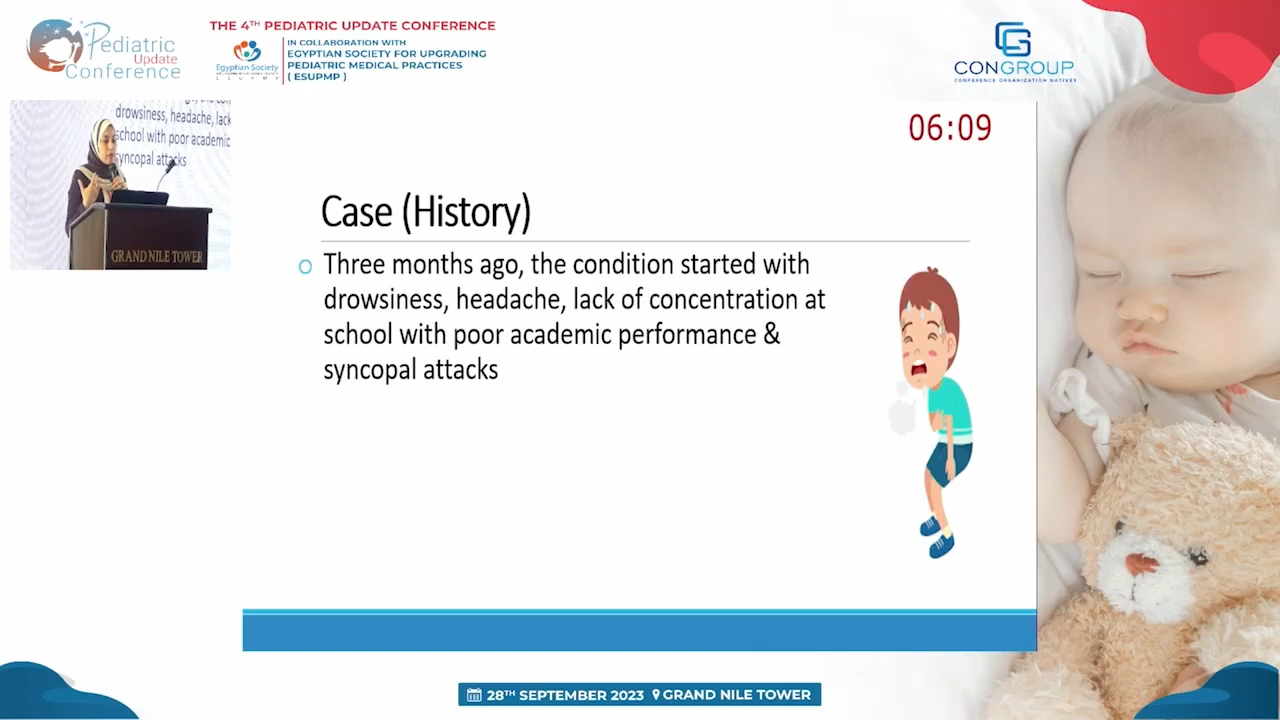 Pediatric
Update
Conference
THE 4TH PEDIATRIC UPDATE CONFERENCE
Egyptian Society
E S U P M P
IN COLLABORATION WITH
EGYPTIAN SOCIETY FOR UPGRADING
PEDIATRIC MEDICAL PRACTICES
( ESUPMP )
CONGROUP
CONFERENCE ORGANIZATION NATIVES
drowsiness, headache, lack
school with poor academic
syncopal attacks
GRAND NILE TOWER
06:09
Case (History)
Three months ago, the condition started with
drowsiness, headache, lack of concentration at
school with poor academic performance &
syncopal attacks
28TH SEPTEMBER 2023 GRAND NILE TOWER